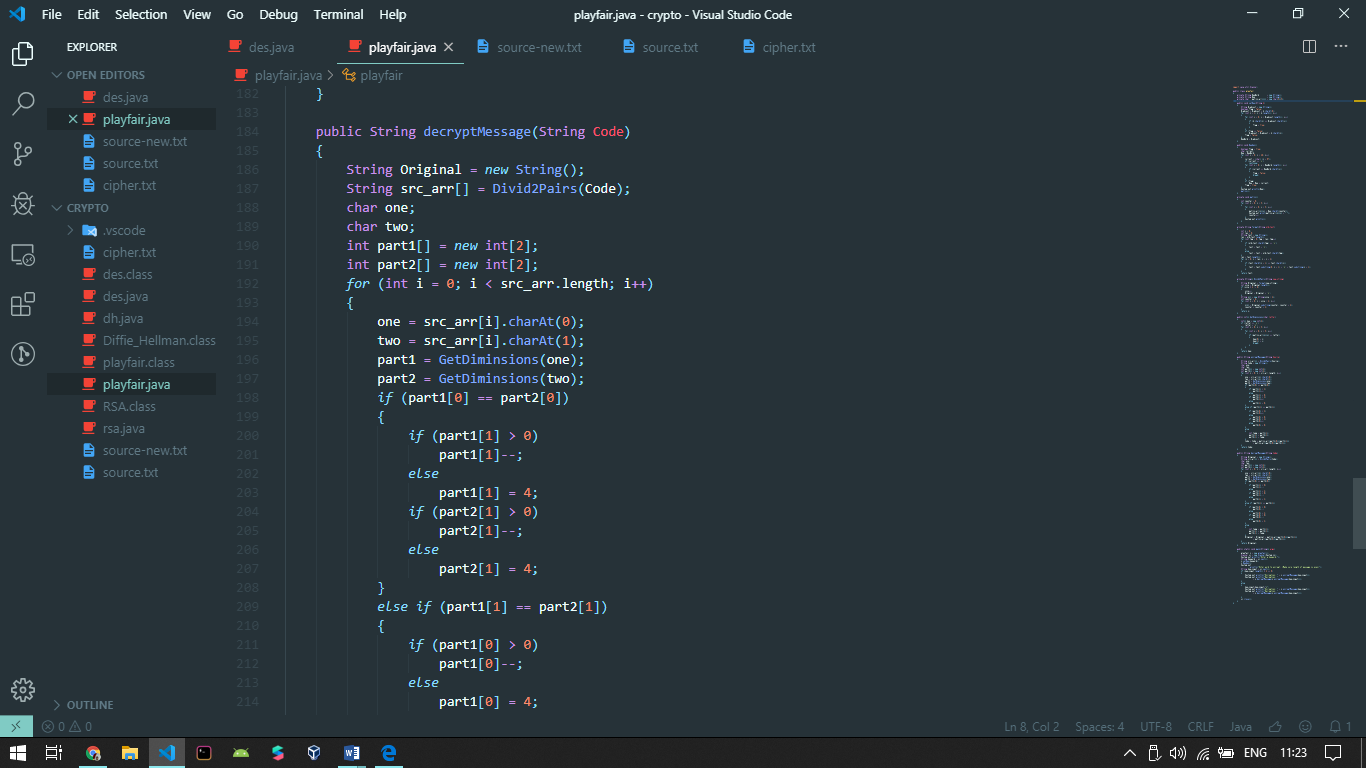 File Edit Selection View Go Debug Terminal Help playfair.java - crypto - Visual Studio Code
EXPLORER
OPEN EDITORS
des.java
playfair.java
source-new.txt
source.txt
cipher.txt
CRYPTO
.vscode
cipher.txt
des.class
des.java
dh.java
Diffie_Hellman.class
playfair.class
playfair.java
RSA.class
rsa.java
source-new.txt
source.txt
OUTLINE
des.java playfair.java source-new.txt source.txt cipher.txt
playfair.java > playfair
182 }
183
184 public String decryptMessage(String Code)
185 {
186 String Original = new String();
187 String src_arr[] = Divid2Pairs(Code);
188 char one;
189 char two;
190 int part1[] = new int[2];
191 int part2[] = new int[2];
192 for (int i = 0; i < src_arr.length; i++)
193 {
194 one = src_arr[i].charAt(0);
195 two = src_arr[i].charAt(1);
196 part1 = GetDiminsions(one);
197 part2 = GetDiminsions(two);
198 if (part1[0] == part2[0])
199 {
200 if (part1[1] > 0)
201 part1[1]--;
202 else
203 part1[1] = 4;
204 if (part2[1] > 0)
205 part2[1]--;
206 else
207 part2[1] = 4;
208 }
209 else if (part1[1] == part2[1])
210 {
211 if (part1[0] > 0)
212 part1[0]--;
213 else
214 part1[0] = 4;
0 0 Ln 8, Col 2 Spaces: 4 UTF-8 CRLF Java 1
ENG 11:23